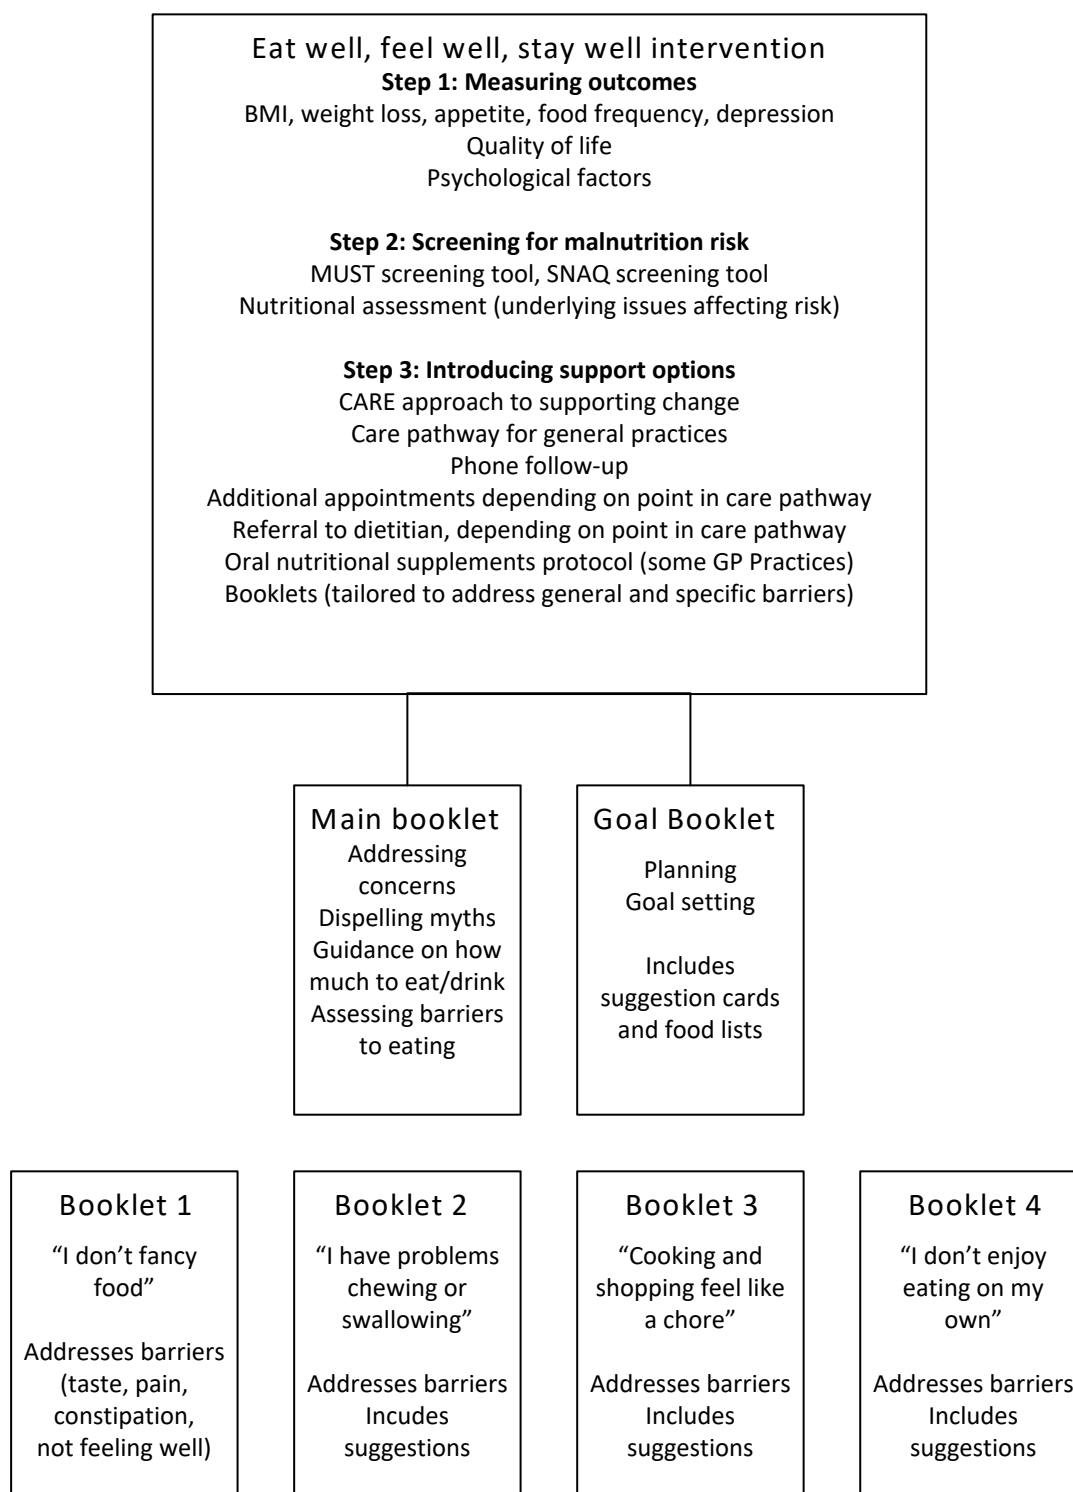 Eat well, feel well, stay well intervention
Step 1: Measuring outcomes
BMI, weight loss, appetite, food frequency, depression
Quality of life
Psychological factors
Step 2: Screening for malnutrition risk
MUST screening tool, SNAQ screening tool
Nutritional assessment (underlying issues affecting risk)
Step 3: Introducing support options
CARE approach to supporting change
Care pathway for general practices
Phone follow-up
Additional appointments depending on point in care pathway
Referral to dietitian, depending on point in care pathway
Oral nutritional supplements protocol (some GP Practices)
Booklets (tailored to address general and specific barriers)
Main booklet
Addressing
concerns
Dispelling myths
Guidance on how
much to eat/drink
Assessing barriers
to eating
Goal Booklet
Planning
Goal setting
Includes
suggestion cards
and food lists
Booklet 1
“I don’t fancy
food”
Addresses barriers
(taste, pain,
constipation,
not feeling well)
Booklet 2
“I have problems
chewing or
swallowing”
Addresses barriers
Incudes
suggestions
Booklet 3
“Cooking and
shopping feel like
a chore”
Addresses barriers
Includes
suggestions
Booklet 4
“I don’t enjoy
eating on my
own”
Addresses barriers
Includes
suggestions